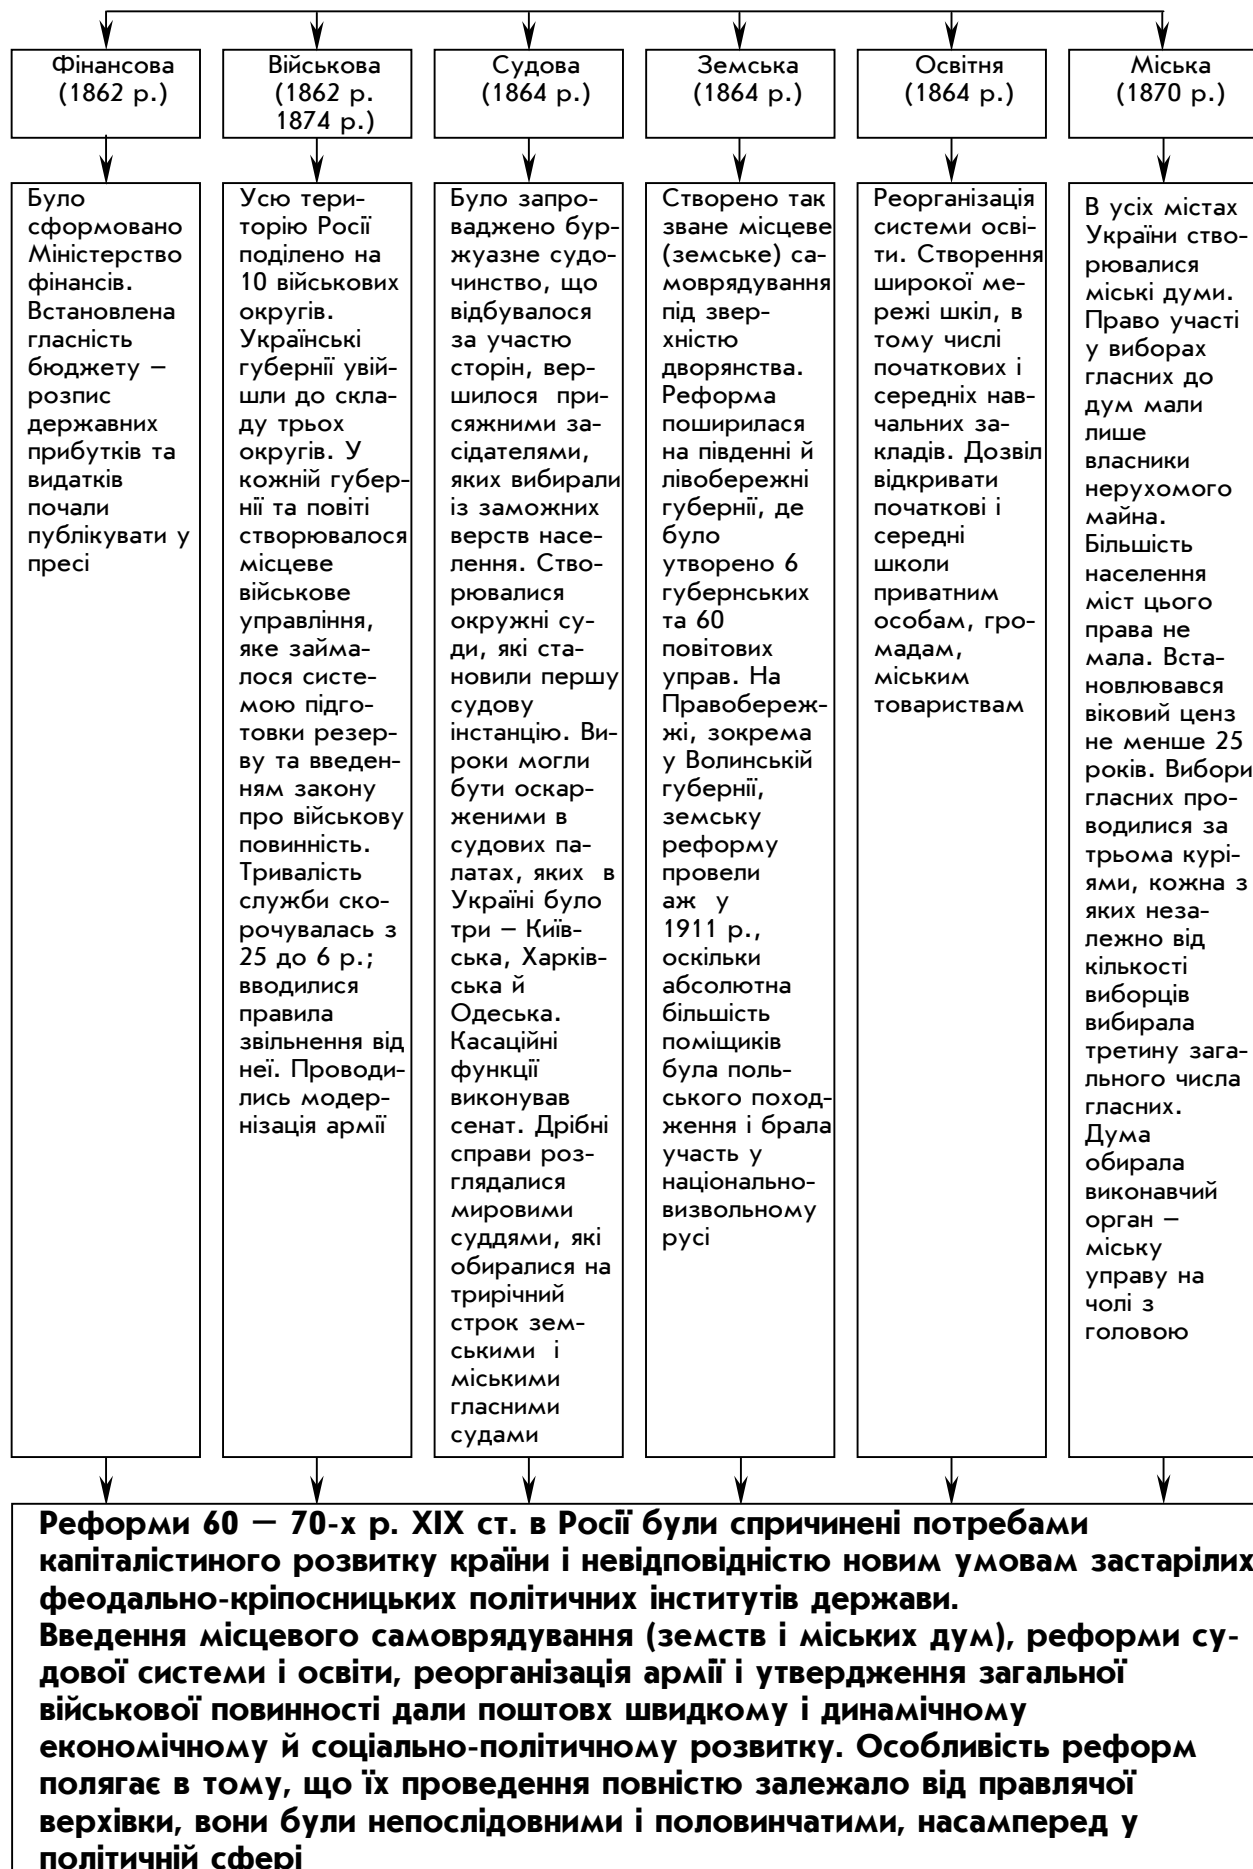 Фінансова
(1862 р.)
Військова
(1862 р.
1874 р.)
Судова
(1864 р.)
Земська
(1864 р.)
Освітня
(1864 р.)
Міська
(1870 р.)
Було
сформовано
Міністерство
фінансів.
Встановлена
гласність
бюджету –
розпис
державних
прибутків та
видатків
почали
публікувати у
пресі
Усю тери-
торію Росії
поділено на
10 військових
округів.
Українські
губернії увій-
шли до скла-
ду трьох
округів. У
кожній губер-
нії та повіті
створювалося
місцеве
військове
управління,
яке займа-
лося систе-
мою підго-
товки резер-
ву та введен-
ням закону
про військову
повинність.
Тривалість
служби ско-
рочувалась з
25 до 6 р.;
вводилися
правила
звільнення від
неї. Проводи-
лись модер-
нізація армії
Було запро-
ваджено бур-
жуазне судо-
чинство, що
відбувалося
за участю
сторін, вер-
шилося при-
сяжними за-
сідателями,
яких вибирали
із заможних
верств насе-
лення. Ство-
рювалися
окружні су-
ди, які ста-
новили першу
судову
інстанцію. Ви-
роки могли
бути оскар-
женими в
судових па-
латах, яких в
Україні було
три – Київ-
ська, Харків-
ська й
Одеська.
Касаційні
функції
виконував
сенат. Дрібні
справи роз-
глядалися
мировими
суддями, які
обиралися на
трирічний
строк зем-
ськими і
міськими
гласними
судами
Створено так
зване місцеве
(земське) са-
моврядування
під звер-
хністю
дворянства.
Реформа
поширилася
на південні й
лівобережні
губернії, де
було
утворено 6
губернських
та 60
повітових
управ. На
Правобереж-
жі, зокрема
у Волинській
губернії,
земську
реформу
провели
аж у
1911 р.,
оскільки
абсолютна
більшість
поміщиків
була поль-
ського поход-
ження і брала
участь у
національно-
визвольному
русі
Реорганізація
системи осві-
ти. Створення
широкої ме-
режі шкіл, в
тому числі
початкових і
середніх нав-
чальних за-
кладів. Дозвіл
відкривати
початкові і
середні
школи
приватним
особам, гро-
мадам,
міським
товариствам
В усіх містах
України ство-
рювалися
міські думи.
Право участі
у виборах
гласних до
дум мали
лише
власники
нерухомого
майна.
Більшість
населення
міст цього
права не
мала. Вста-
новлювався
віковий ценз
не менше 25
років. Вибори
гласних про-
водилися за
трьома курі-
ями, кожна з
яких неза-
лежно від
кількості
виборців
вибирала
третину зага-
льного числа
гласних.
Дума
обирала
виконавчий
орган –
міську
управу на
чолі з
головою
Реформи 60 – 70-х р. XIX ст. в Росії були спричинені потребами
капіталістиного розвитку країни і невідповідністю новим умовам застарілих
феодально-кріпосницьких політичних інститутів держави.
Введення місцевого самоврядування (земств і міських дум), реформи су-
дової системи і освіти, реорганізація армії і утвердження загальної
військової повинності дали поштовх швидкому і динамічному
економічному й соціально-політичному розвитку. Особливість реформ
полягає в тому, що їх проведення повністю залежало від правлячої
верхівки, вони були непослідовними і половинчатими, насамперед у
політичній сфері